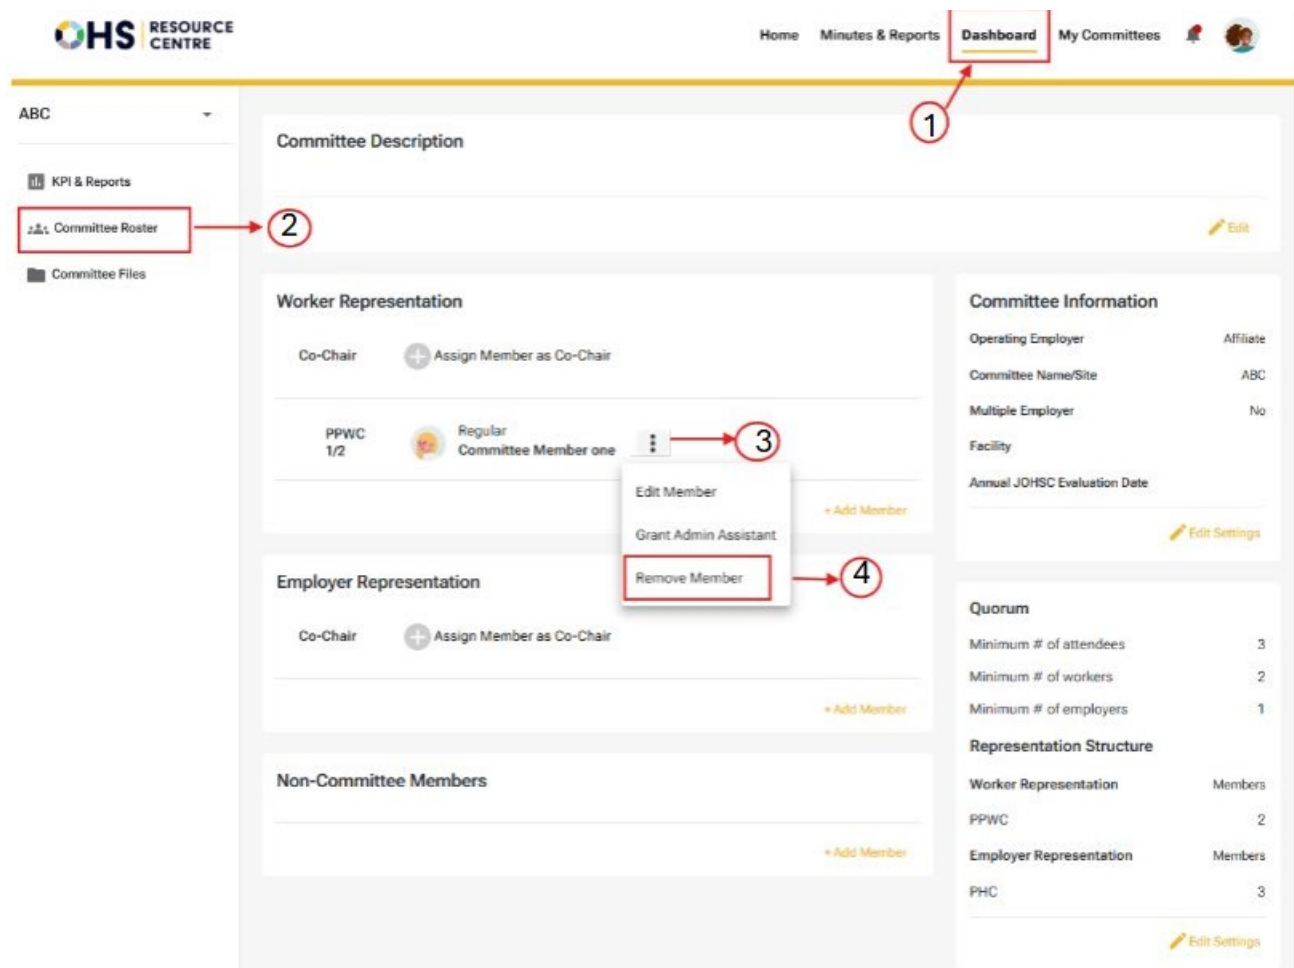 OHS RESOURCE CENTRE
Home Minutes & Reports Dashboard My Committees
1
ABC
KPI & Reports
Committee Roster
2
Committee Files
Committee Description
Edit
Worker Representation
Co-Chair Assign Member as Co-Chair
PPWC 1/2
Regular
Committee Member one
3
Edit Member
Grant Admin Assistant
Remove Member
4
+ Add Member
Employer Representation
Co-Chair Assign Member as Co-Chair
+ Add Member
Non-Committee Members
+ Add Member
Committee Information
Operating Employer Affiliate
Committee Name/Site ABC
Multiple Employer No
Facility
Annual JOHSC Evaluation Date
Edit Settings
Quorum
Minimum # of attendees 3
Minimum # of workers 2
Minimum # of employers 1
Representation Structure
Worker Representation Members
PPWC 2
Employer Representation Members
PHC 3
Edit Settings